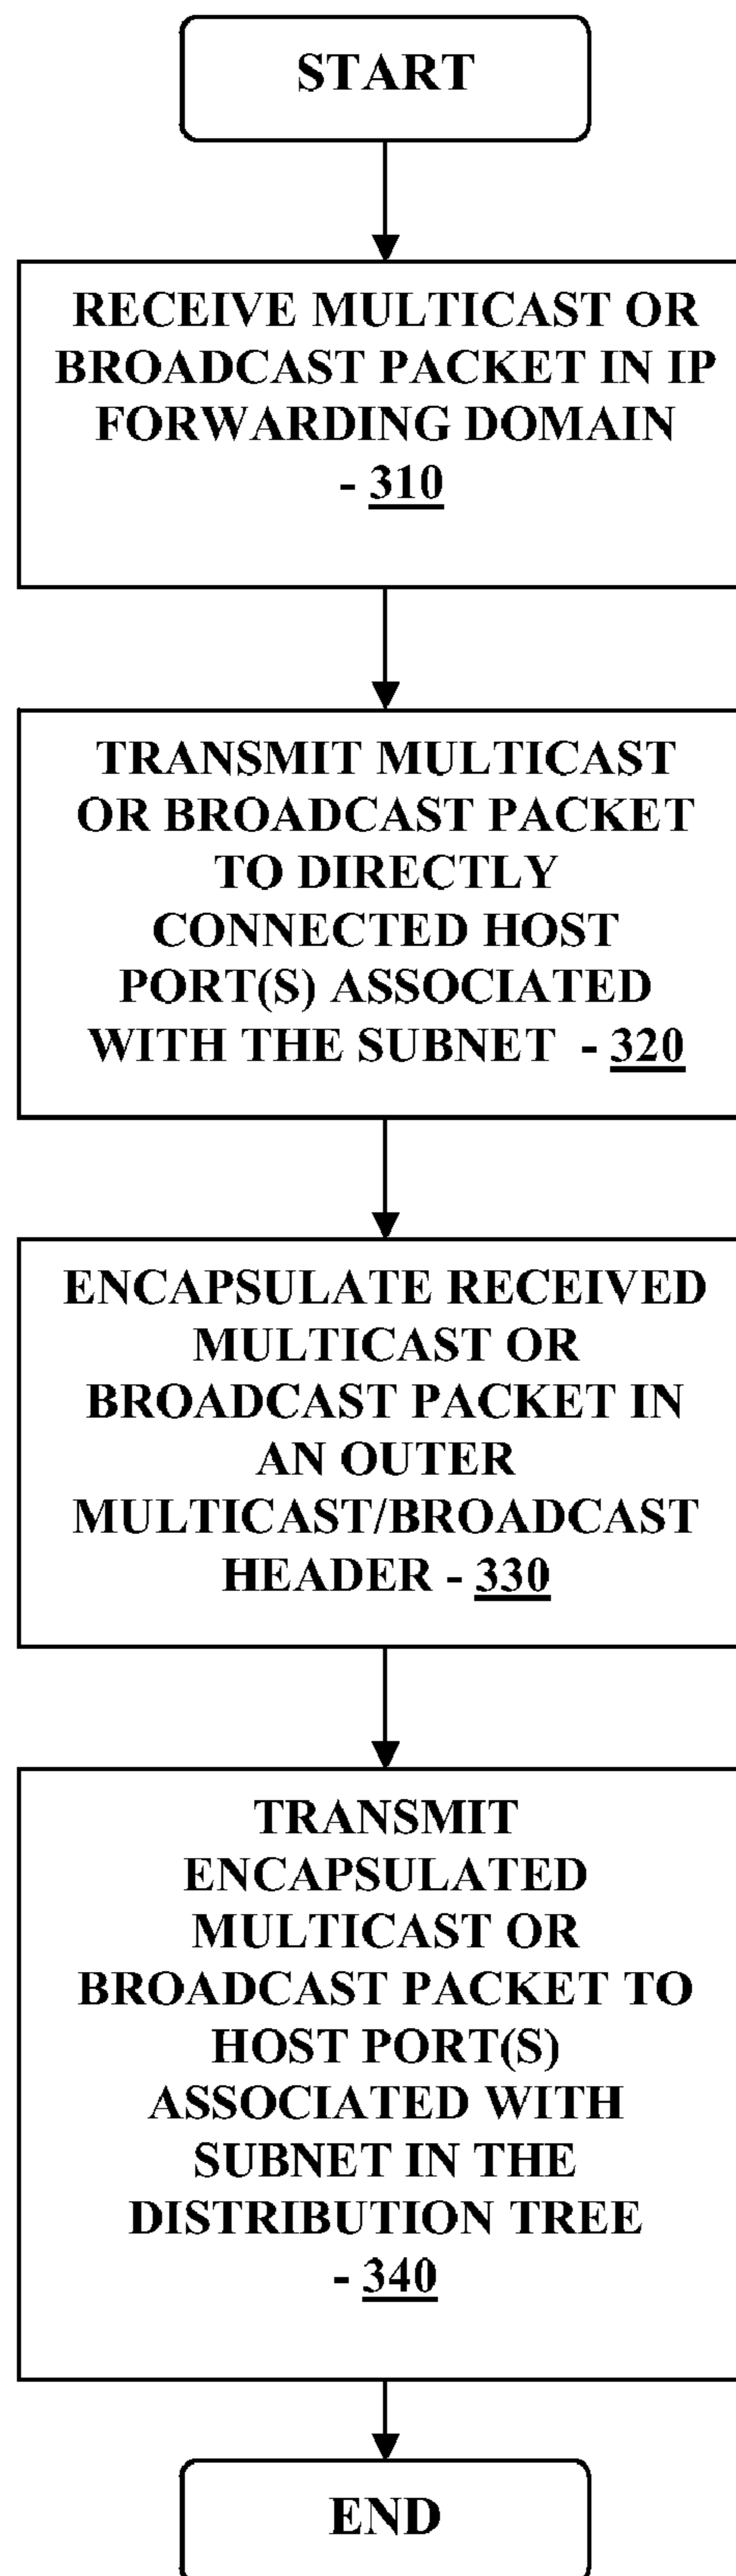 START
RECEIVE MULTICAST OR
BROADCAST PACKET IN IP
FORWARDING DOMAIN
- 310
TRANSMIT MULTICAST
OR BROADCAST PACKET
TO DIRECTLY
CONNECTED HOST
PORT(S) ASSOCIATED
WITH THE SUBNET - 320
ENCAPSULATE RECEIVED
MULTICAST OR
BROADCAST PACKET IN
AN OUTER
MULTICAST/BROADCAST
HEADER - 330
TRANSMIT
ENCAPSULATED
MULTICAST OR
BROADCAST PACKET TO
HOST PORT(S)
ASSOCIATED WITH
SUBNET IN THE
DISTRIBUTION TREE
- 340
END